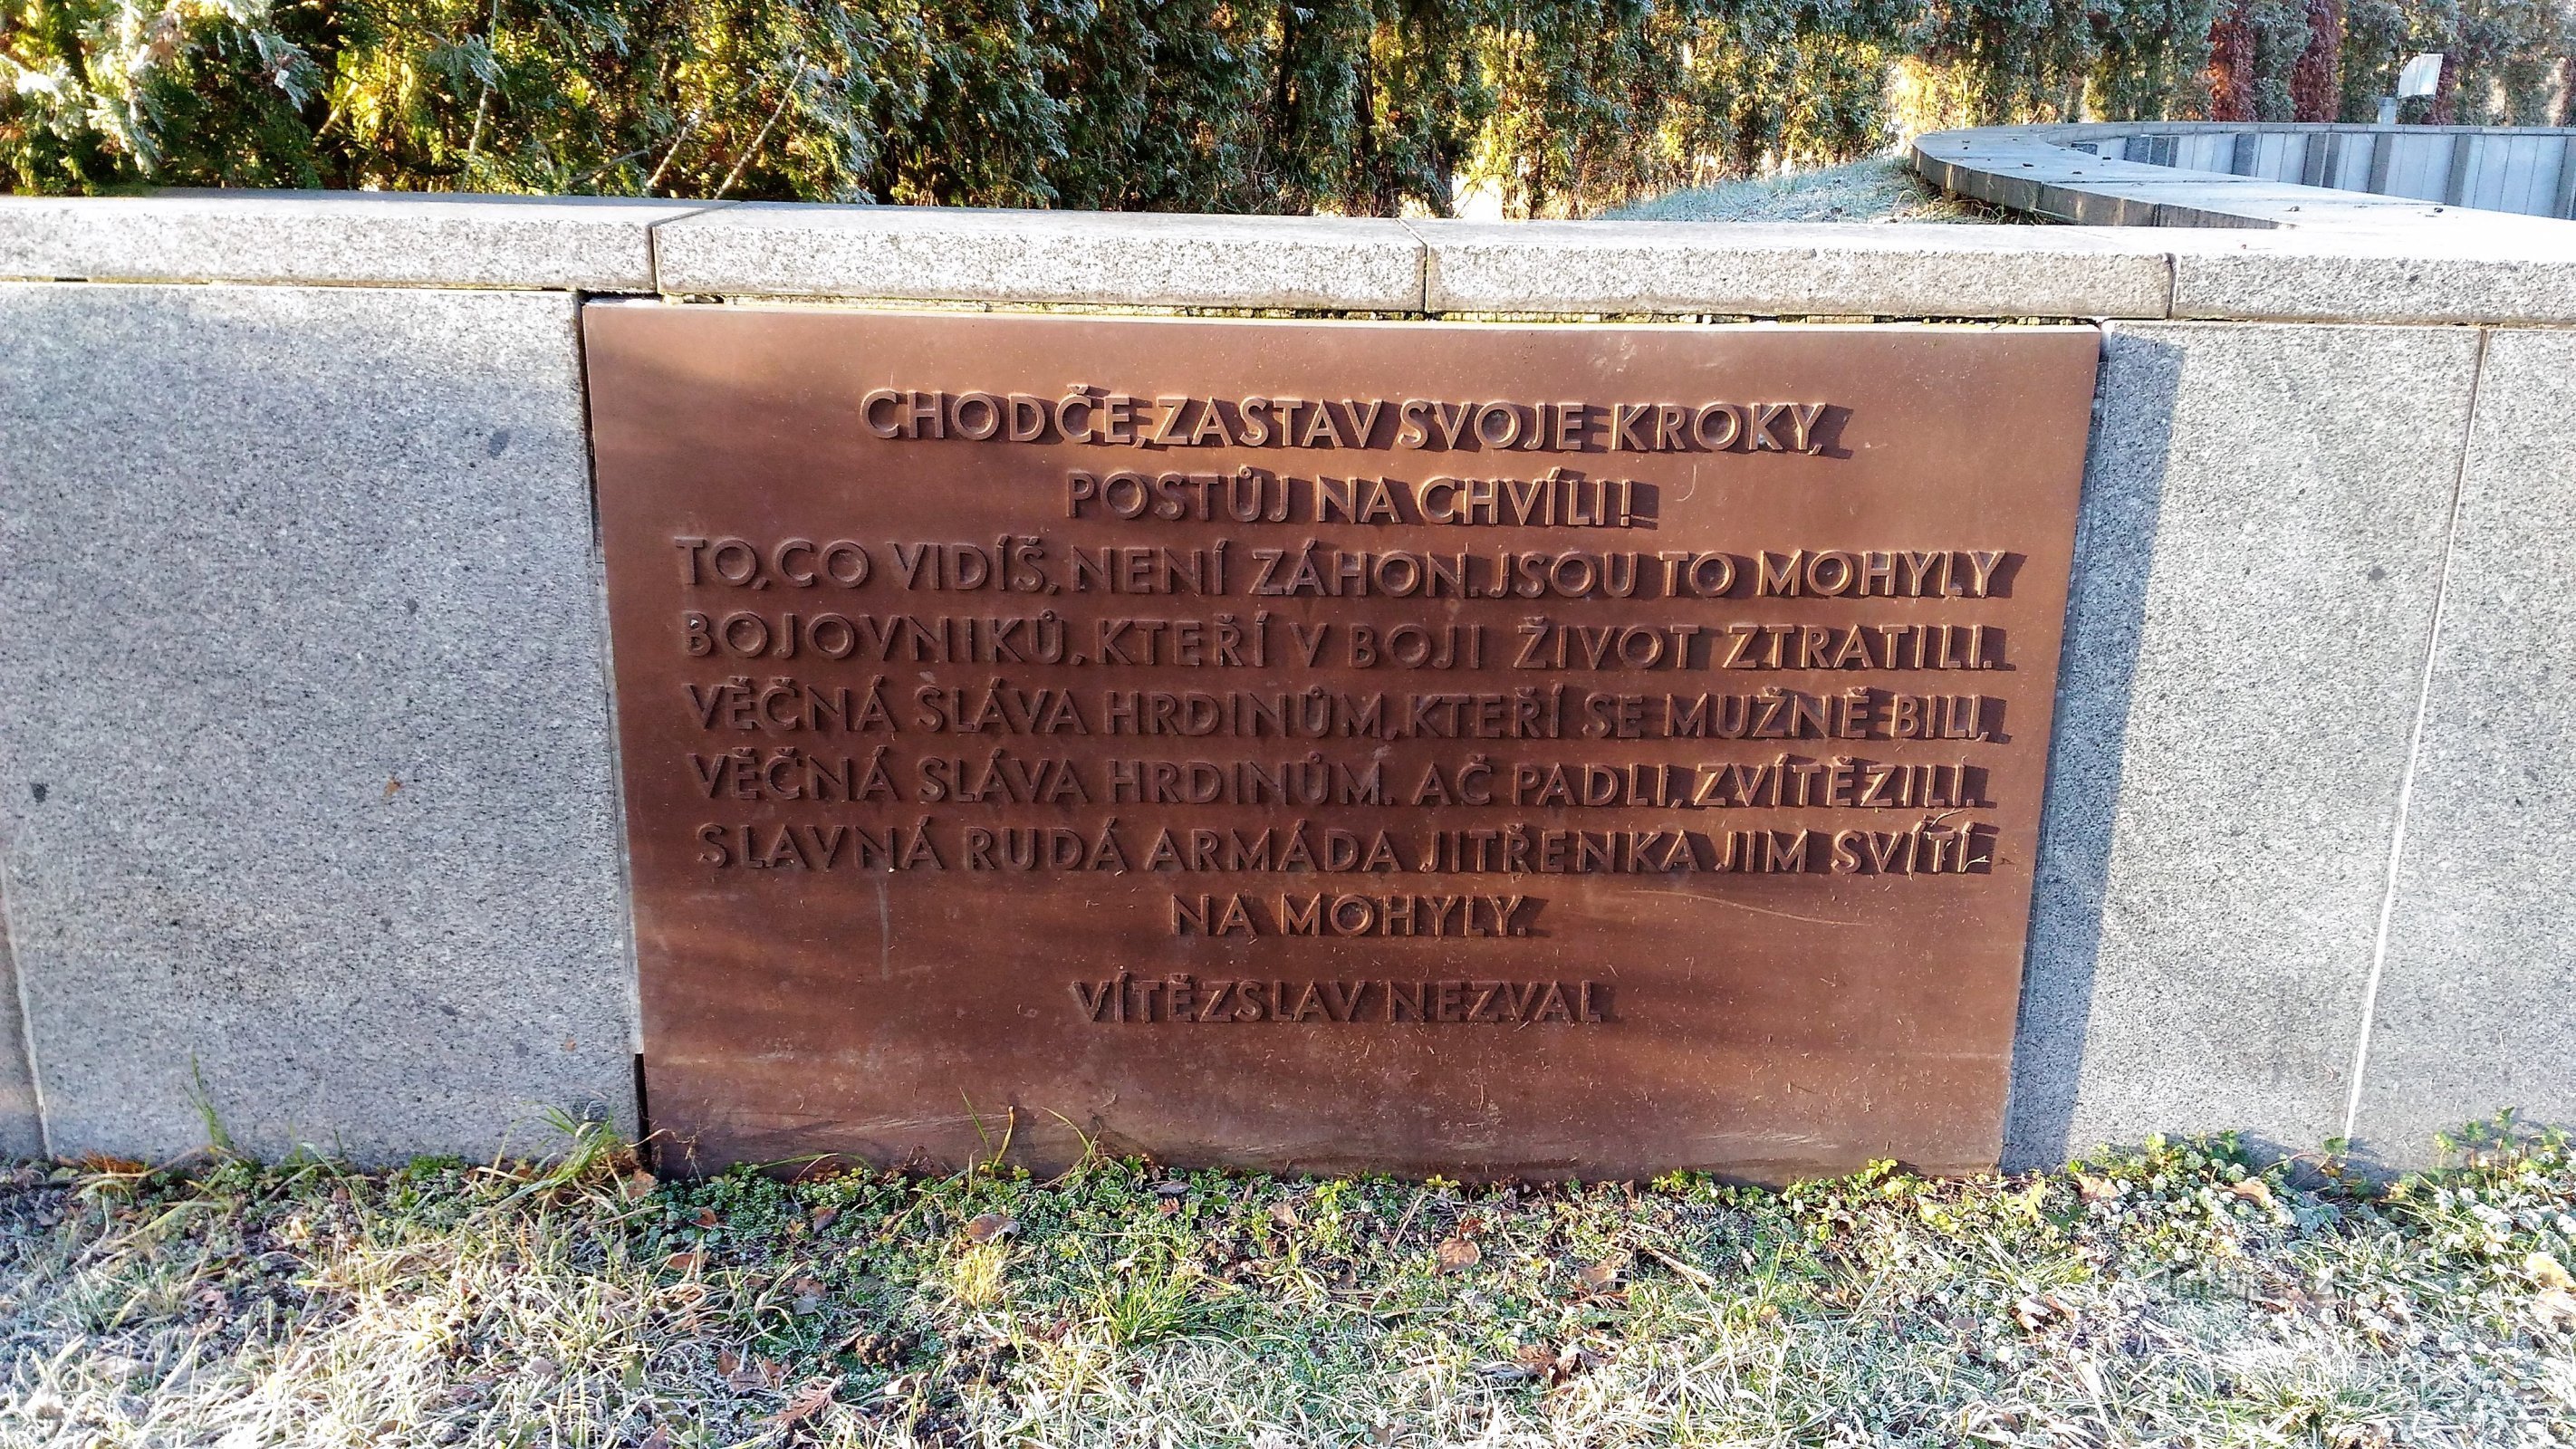 CHODČE, ZASTAV SVOJE KROKY,
POSTŮJ NA CHVÍLI!
TO, CO VIDÍŠ, NENÍ ZÁHON. JSOU TO MOHYLY
BOJOVNIKŮ, KTEŘÍ V BOJI ŽIVOT ZTRATILI.
VĚČNÁ SLÁVA HRDINŮM, KTEŘÍ SE MUŽNĚ BILI,
VĚČNÁ SLÁVA HRDINŮM. AČ PADLI, ZVÍTĚZILI.
SLAVNÁ RUDÁ ARMÁDA JITŘENKA JIM SVÍTÍ
NA MOHYLY.
VÍTĚZSLAV NEZVAL